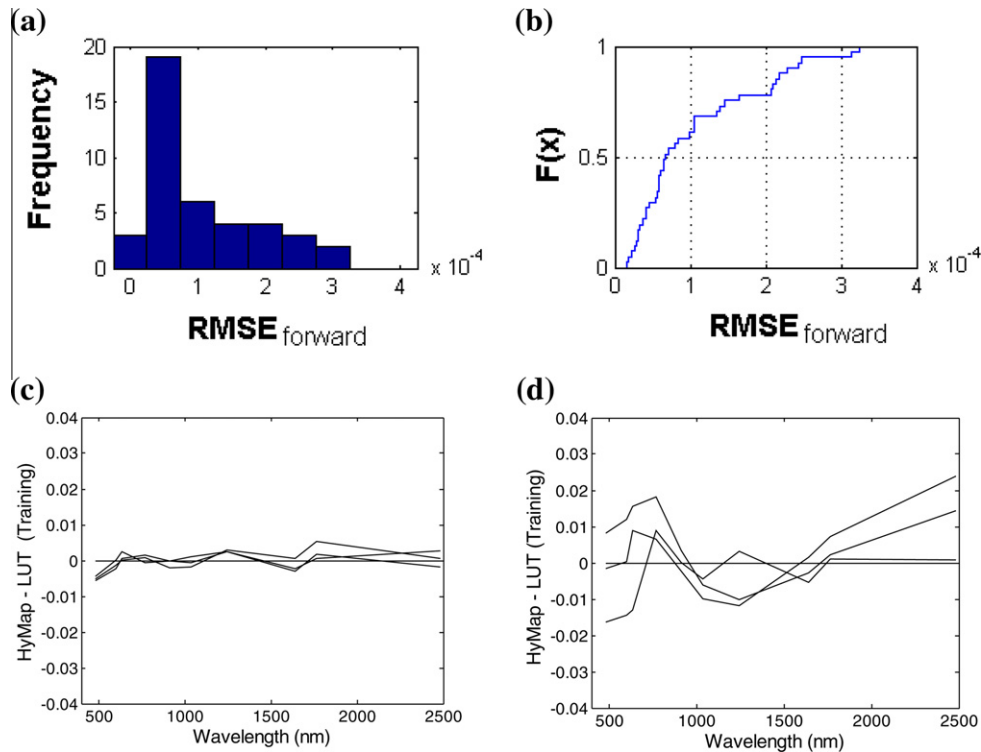 (a)
Frequency
20
15
10
5
0
0 1 2 3 4
x 10-4
RMSE forward
(b)
F(x)
1
0.5
0
0 1 2 3 4
x 10-4
RMSE forward
(c)
HyMap - LUT (Training)
0.04
0.03
0.02
0.01
0
-0.01
-0.02
-0.03
-0.04
500 1000 1500 2000 2500
Wavelength (nm)
(d)
HyMap - LUT (Training)
0.04
0.03
0.02
0.01
0
-0.01
-0.02
-0.03
-0.04
500 1000 1500 2000 2500
Wavelength (nm)